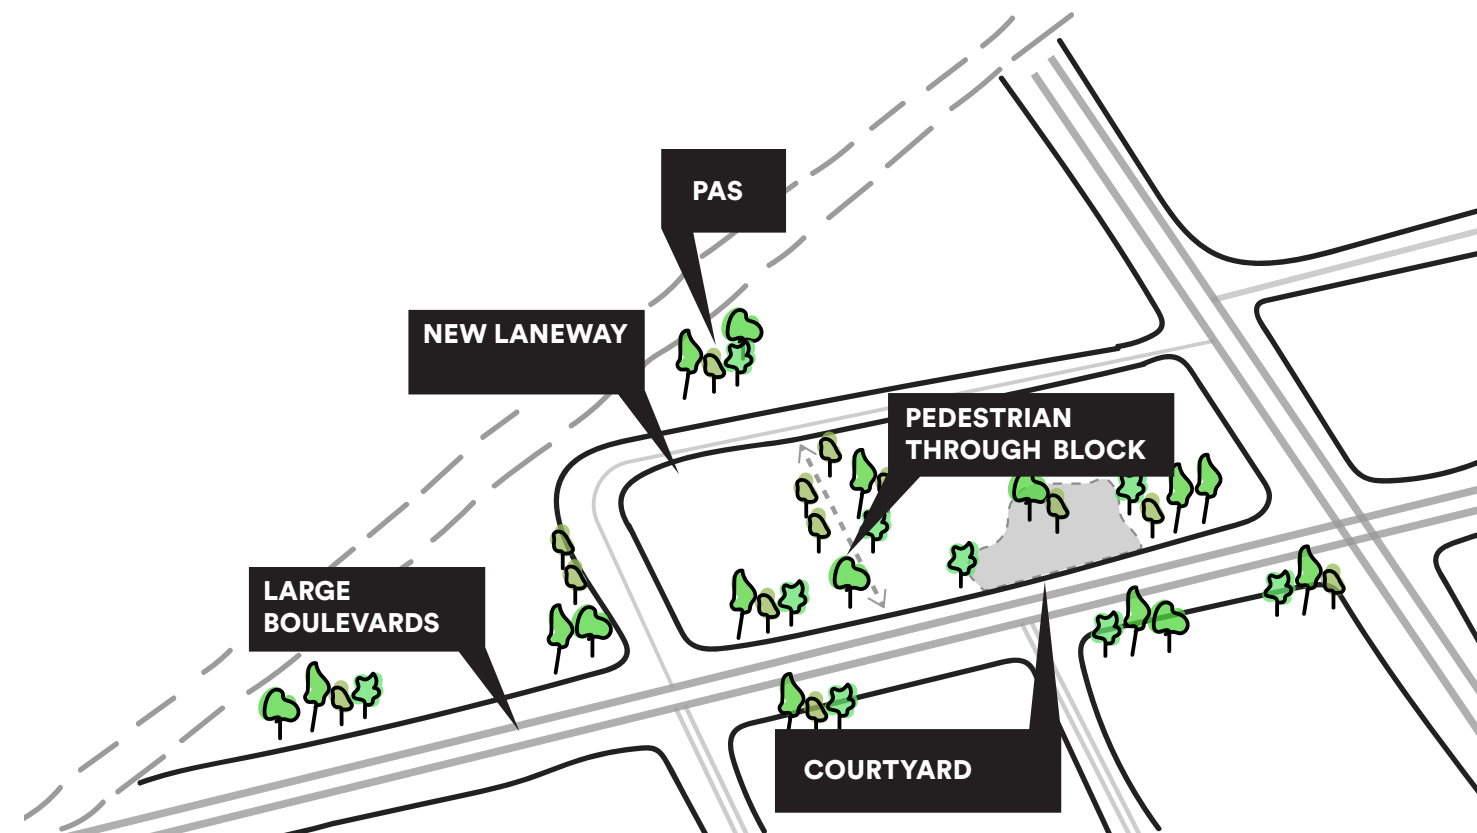 PAS
NEW LANEWAY
PEDESTRIAN
THROUGH BLOCK
LARGE
BOULEVARDS
COURTYARD